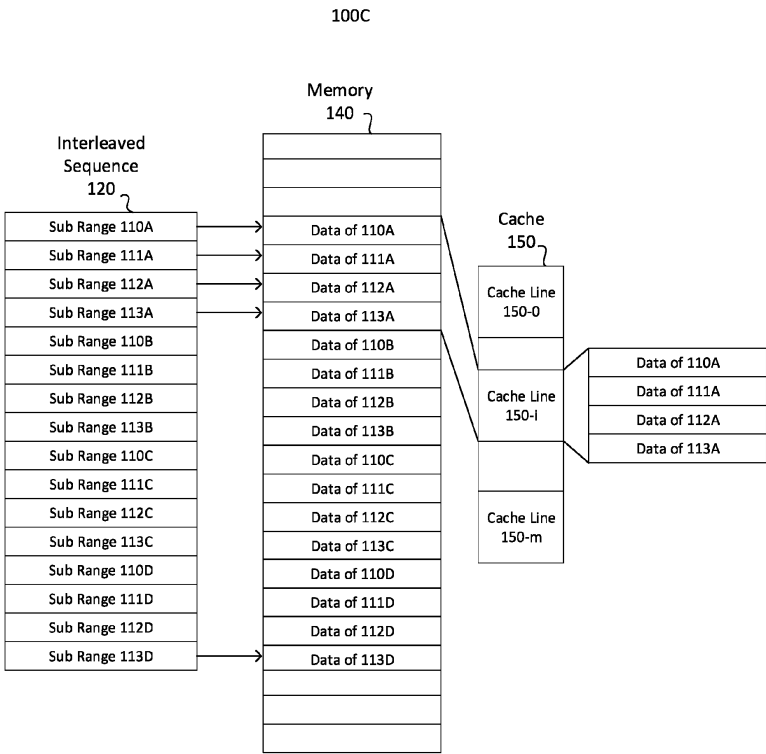 100C
Memory
140
Interleaved
Sequence
120
Sub Range 110A
Sub Range 111A
Sub Range 112A
Sub Range 113A
Sub Range 110B
Sub Range 111B
Sub Range 112B
Sub Range 113B
Sub Range 110C
Sub Range 111C
Sub Range 112C
Sub Range 113C
Sub Range 110D
Sub Range 111D
Sub Range 112D
Sub Range 113D
Data of 110A
Data of 111A
Data of 112A
Data of 113A
Data of 110B
Data of 111B
Data of 112B
Data of 113B
Data of 110C
Data of 111C
Data of 112C
Data of 113C
Data of 110D
Data of 111D
Data of 112D
Data of 113D
Cache
150
Cache Line
150-0
Cache Line
150-i
Cache Line
150-m
Data of 110A
Data of 111A
Data of 112A
Data of 113A